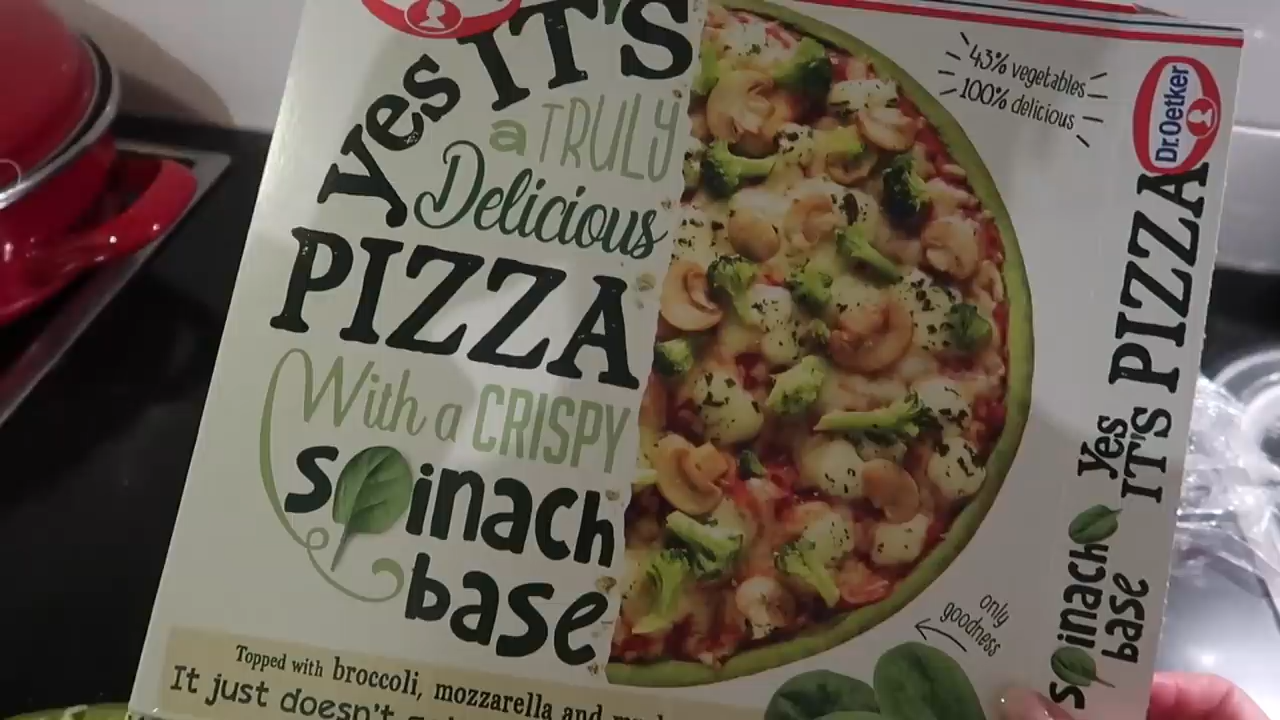 yes IT'S
a TRULY
Delicious
PIZZA
With a CRISPY
spinach
base
Topped with broccoli, mozzarella and
It just doesn't
43% vegetables
100% delicious
only
goodness
Dr.Oetker
Yes
IT'S PIZZA
spinach
base